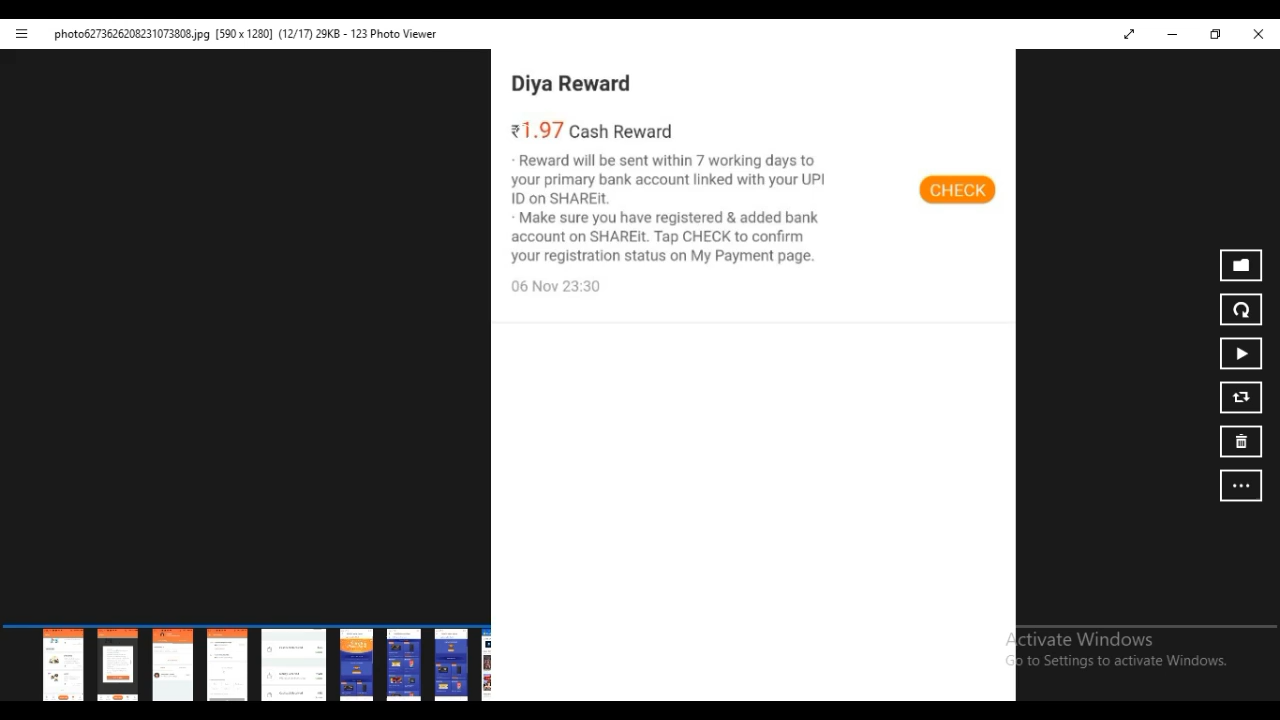 photo6273626208231073808.jpg [590 x 1280] (12/17) 29KB - 123 Photo Viewer
Diya Reward
₹1.97 Cash Reward
· Reward will be sent within 7 working days to
your primary bank account linked with your UPI
ID on SHAREit.
· Make sure you have registered & added bank
account on SHAREit. Tap CHECK to confirm
your registration status on My Payment page.
CHECK
06 Nov 23:30
Activate Windows
Go to Settings to activate Windows.